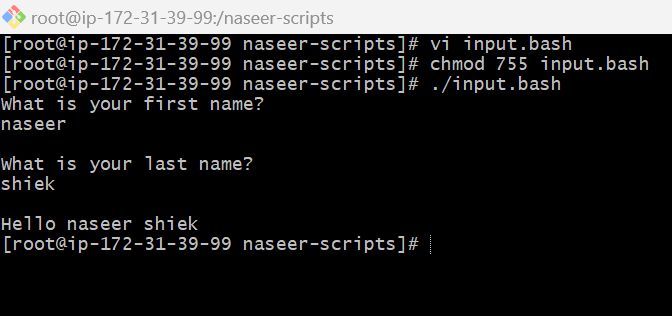 root@ip-172-31-39-99:/naseer-scripts
[root@ip-172-31-39-99 naseer-scripts]# vi input.bash
[root@ip-172-31-39-99 naseer-scripts]# chmod 755 input.bash
[root@ip-172-31-39-99 naseer-scripts]# ./input.bash
What is your first name?
naseer
What is your last name?
shiek
Hello naseer shiek
[root@ip-172-31-39-99 naseer-scripts]#